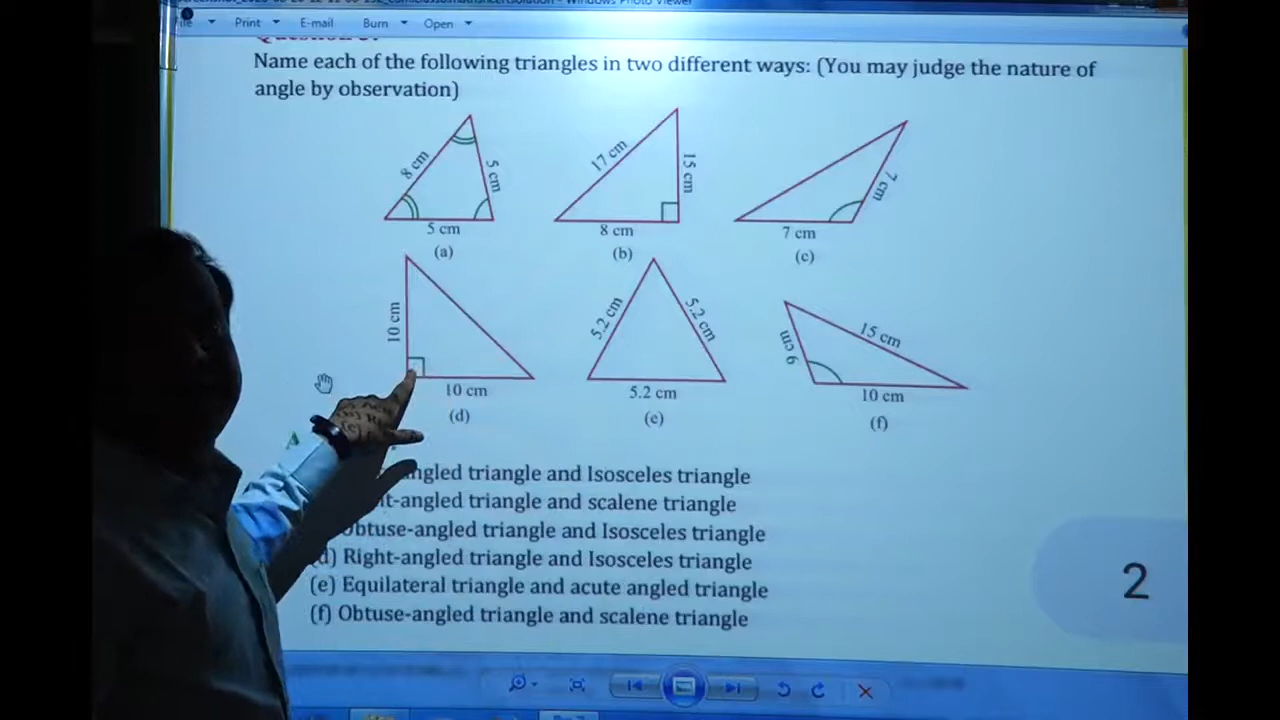 Print E-mail Burn Open
Name each of the following triangles in two different ways: (You may judge the nature of
angle by observation)
8 cm
5 cm
5 cm
(a)
17 cm
15 cm
8 cm
(b)
7 cm
7 cm
(c)
10 cm
10 cm
(d)
5.2 cm
5.2 cm
5.2 cm
(e)
9 cm
15 cm
10 cm
(f)
triangle and Isosceles triangle
triangle and scalene triangle
triangle and Isosceles triangle
Right-angled triangle and Isosceles triangle
(e) Equilateral triangle and acute angled triangle
(f) Obtuse-angled triangle and scalene triangle
2